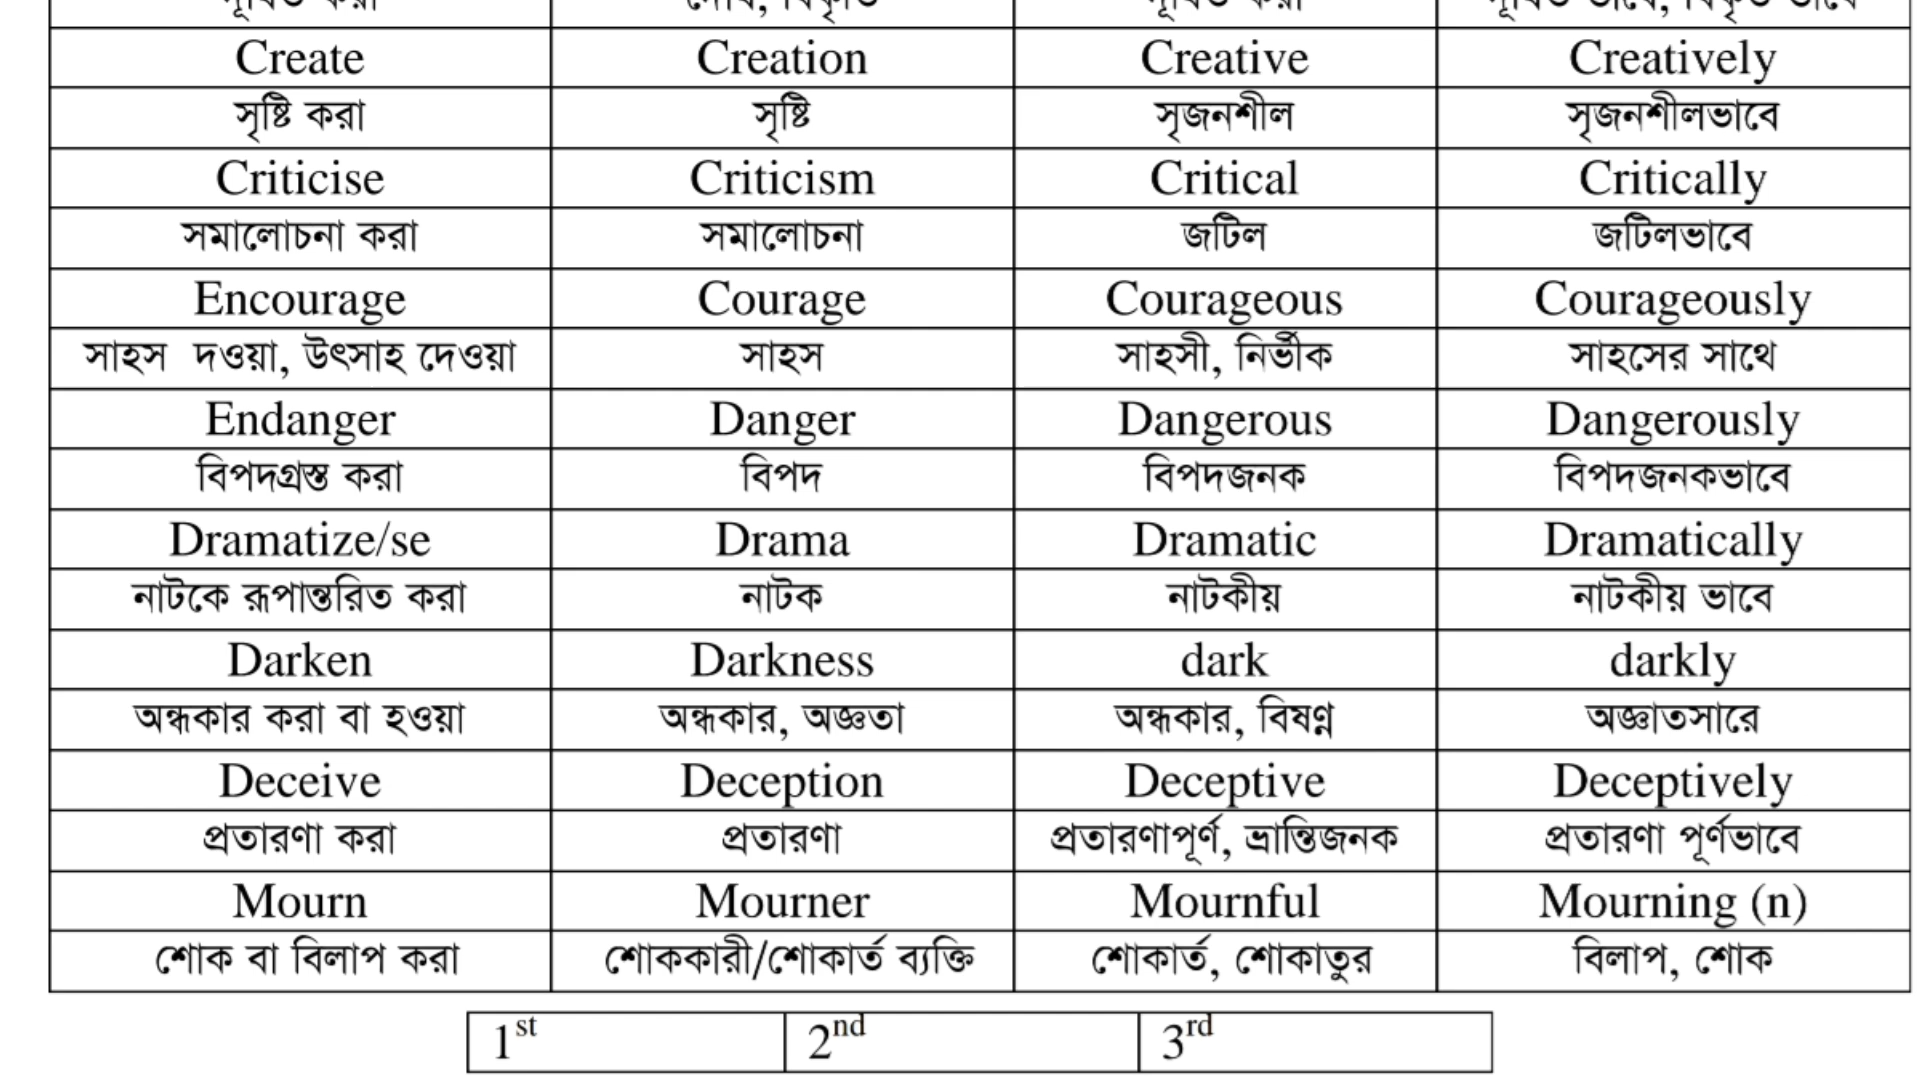 Create Creation Creative Creatively
সৃষ্টি করা সৃষ্টি সৃজনশীল সৃজনশীলভাবে
Criticise Criticism Critical Critically
সমালোচনা করা সমালোচনা জটিল জটিলভাবে
Encourage Courage Courageous Courageously
সাহস দওয়া, উৎসাহ দেওয়া সাহস সাহসী, নির্ভীক সাহসের সাথে
Endanger Danger Dangerous Dangerously
বিপদগ্রস্ত করা বিপদ বিপদজনক বিপদজনকভাবে
Dramatize/se Drama Dramatic Dramatically
নাটকে রূপান্তরিত করা নাটক নাটকীয় নাটকীয় ভাবে
Darken Darkness dark darkly
অন্ধকার করা বা হওয়া অন্ধকার, অজ্ঞতা অন্ধকার, বিষণ্ণ অজ্ঞাতসারে
Deceive Deception Deceptive Deceptively
প্রতারণা করা প্রতারণা প্রতারণাপূর্ণ, ভ্রান্তিজনক প্রতারণা পূর্ণভাবে
Mourn Mourner Mournful Mourning (n)
শোক বা বিলাপ করা শোককারী/শোকার্ত ব্যক্তি শোকার্ত, শোকাতুর বিলাপ, শোক
1st 2nd 3rd